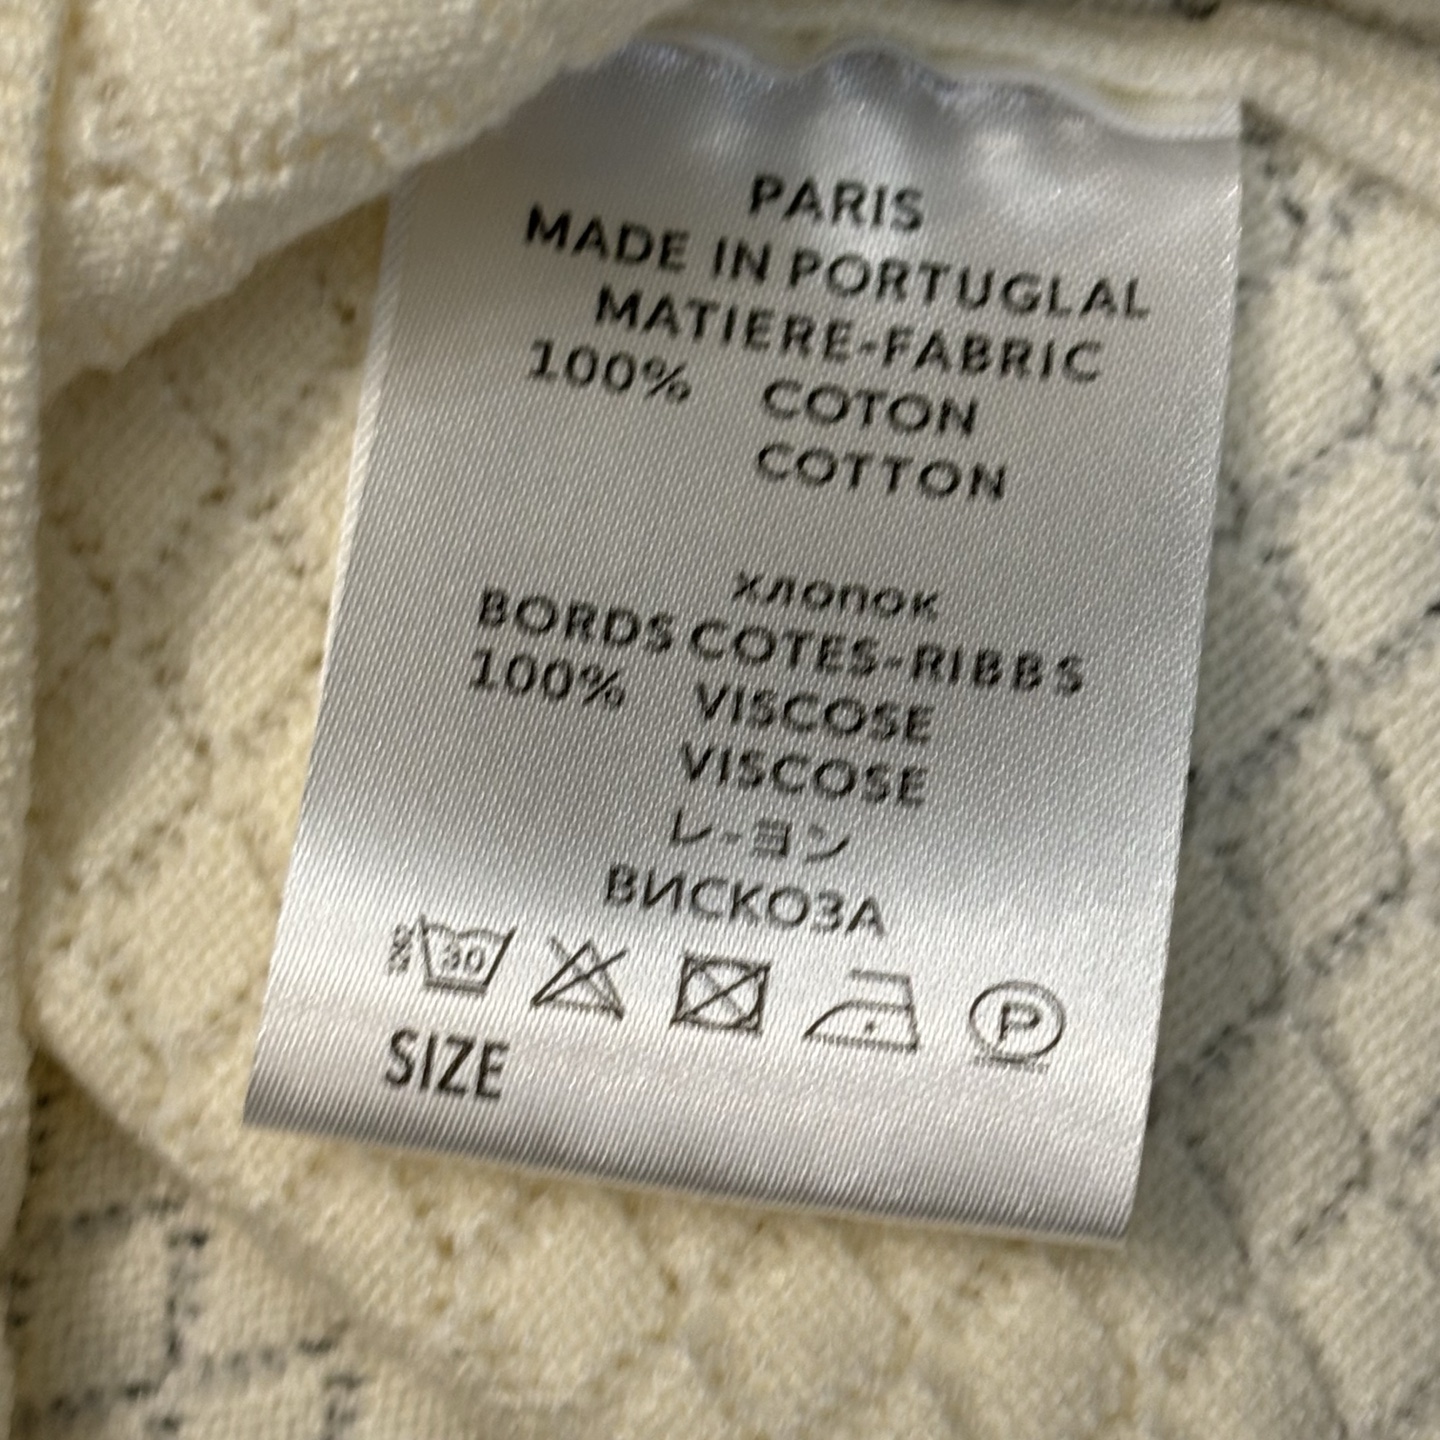 PARIS
MADE IN PORTUGLAL
MATIERE-FABRIC
100% COTON
COTTON
хлопок
BORDS COTES-RIBBS
100% VISCOSE
VISCOSE
レ-ヨン
ВИСКОЗА
30 P
SIZE